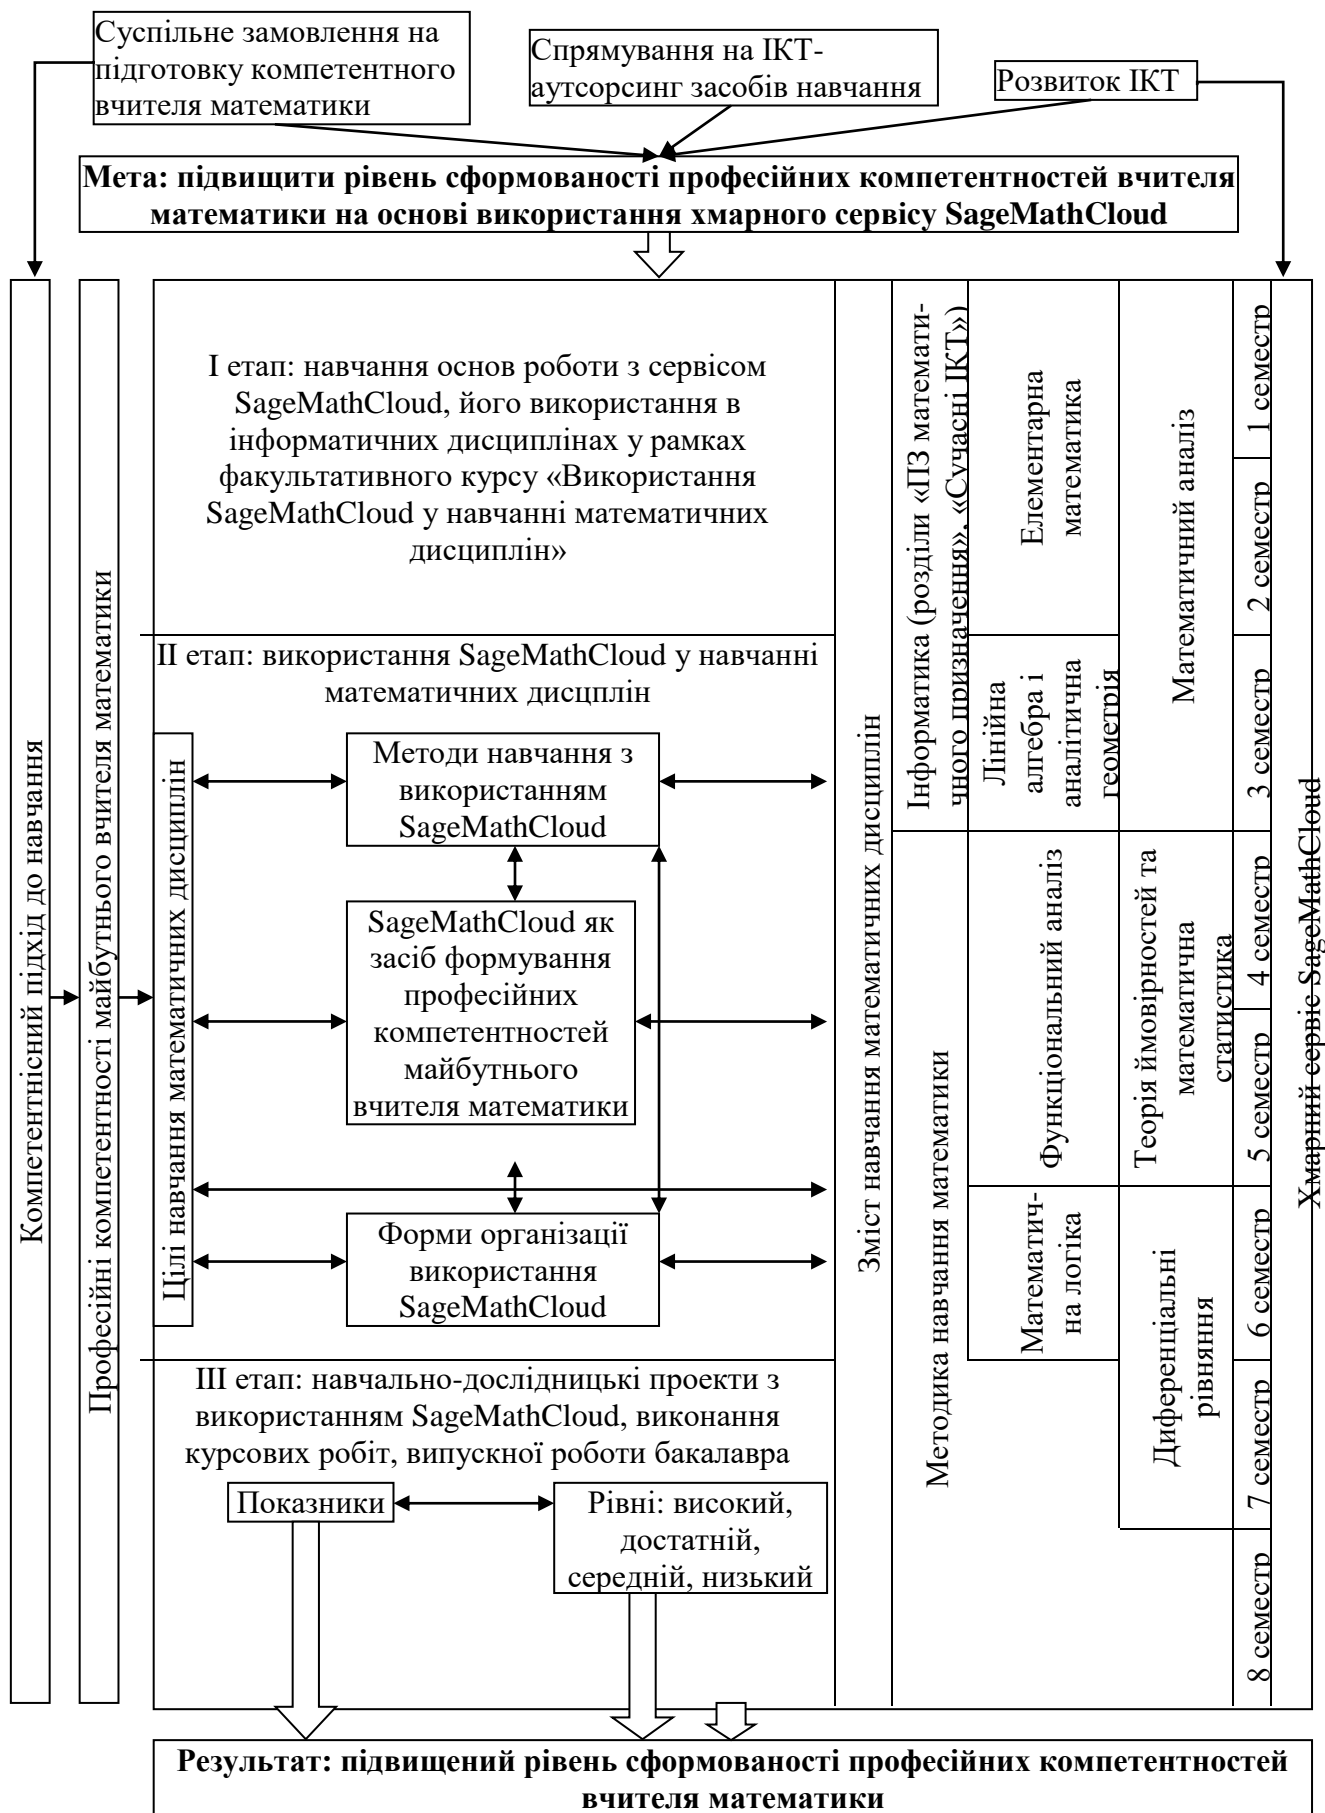 Суспільне замовлення на
підготовку компетентного
вчителя математики
Спрямування на ІКТ-
аутсорсинг засобів навчання
Розвиток ІКТ
Мета: підвищити рівень сформованості професійних компетентностей вчителя
математики на основі використання хмарного сервісу SageMathCloud
Компетентнісний підхід до навчання
Професійні компетентності майбутнього вчителя математики
І етап: навчання основ роботи з сервісом
SageMathCloud, його використання в
інформатичних дисциплінах у рамках
факультативного курсу «Використання
SageMathCloud у навчанні математичних
дисциплін»
ІІ етап: використання SageMathCloud у навчанні
математичних дисцплін
Цілі навчання математичних дисциплін
Методи навчання з
використанням
SageMathCloud
SageMathCloud як
засіб формування
професійних
компетентностей
майбутнього
вчителя математики
Форми організації
використання
SageMathCloud
ІІІ етап: навчально-дослідницькі проекти з
використанням SageMathCloud, виконання
курсових робіт, випускної роботи бакалавра
Показники
Рівні: високий,
достатній,
середній, низький
Зміст навчання математичних дисциплін
Інформатика (розділи «ПЗ математи-
чного призначення», «Сучасні ІКТ»)
Методика навчання математики
Елементарна
математика
Лінійна
алгебра і
аналітична
геометрія
Функціональний аналіз
Математич-
на логіка
Математичний аналіз
Теорія ймовірностей та
математична
статистика
Диференціальні
рівняння
1 семестр
2 семестр
3 семестр
4 семестр
5 семестр
6 семестр
7 семестр
8 семестр
Хмарний сервіс SageMathCloud
Результат: підвищений рівень сформованості професійних компетентностей
вчителя математики